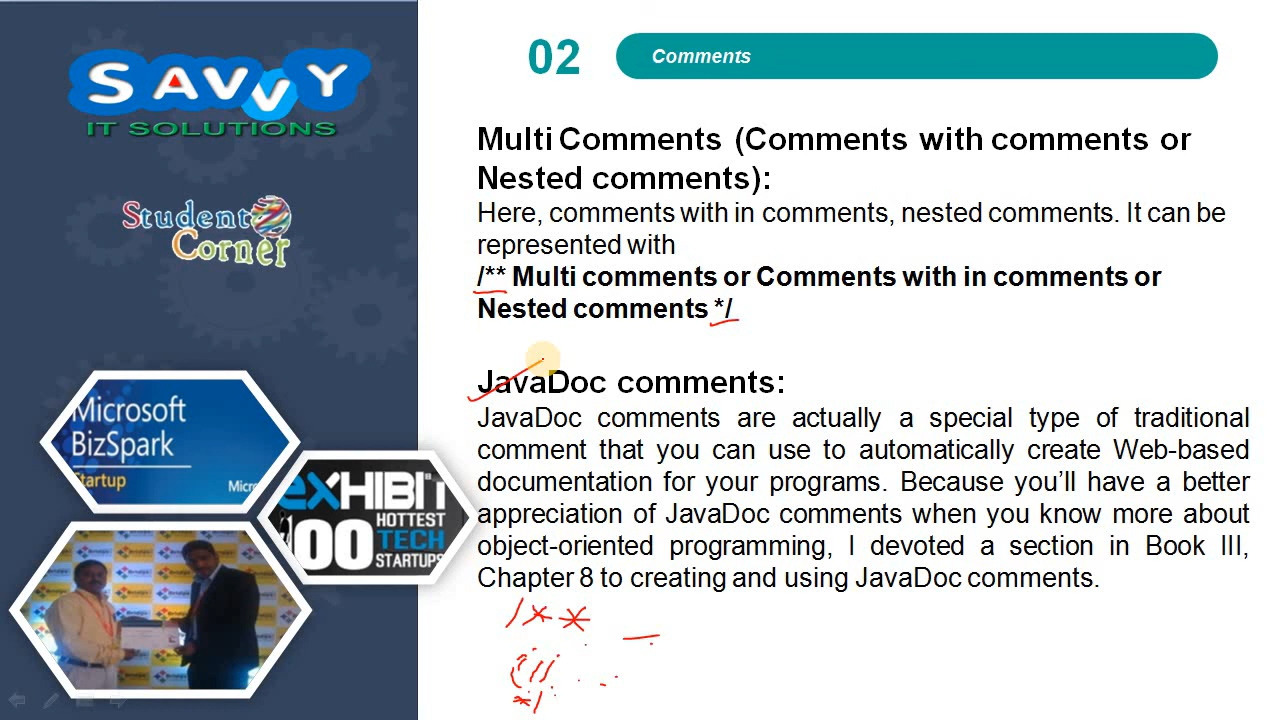 SAVVY
IT SOLUTIONS
Student
Corner
Microsoft
BizSpark
Startup
Micro
eXHIBIT
100
HOTTEST
TECH
STARTUPS
02
Comments
Multi Comments (Comments with comments or
Nested comments):
Here, comments with in comments, nested comments. It can be
represented with
/** Multi comments or Comments with in comments or
Nested comments */
JavaDoc comments:
JavaDoc comments are actually a special type of traditional
comment that you can use to automatically create Web-based
documentation for your programs. Because you’ll have a better
appreciation of JavaDoc comments when you know more about
object-oriented programming, I devoted a section in Book III,
Chapter 8 to creating and using JavaDoc comments.
/**
*/